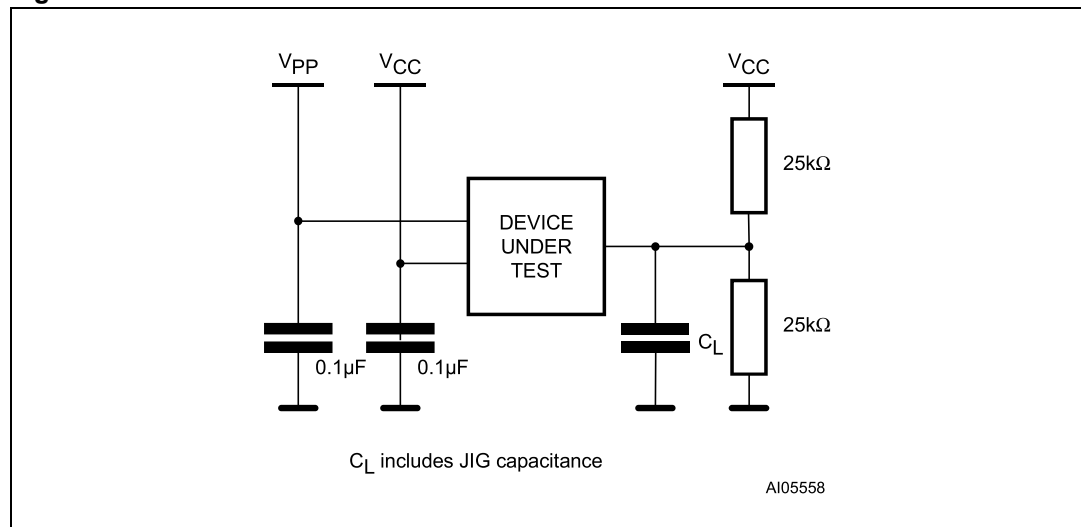 VPP
VCC
VCC
25kΩ
DEVICE
UNDER
TEST
25kΩ
CL
0.1µF
0.1µF
CL includes JIG capacitance
AI05558